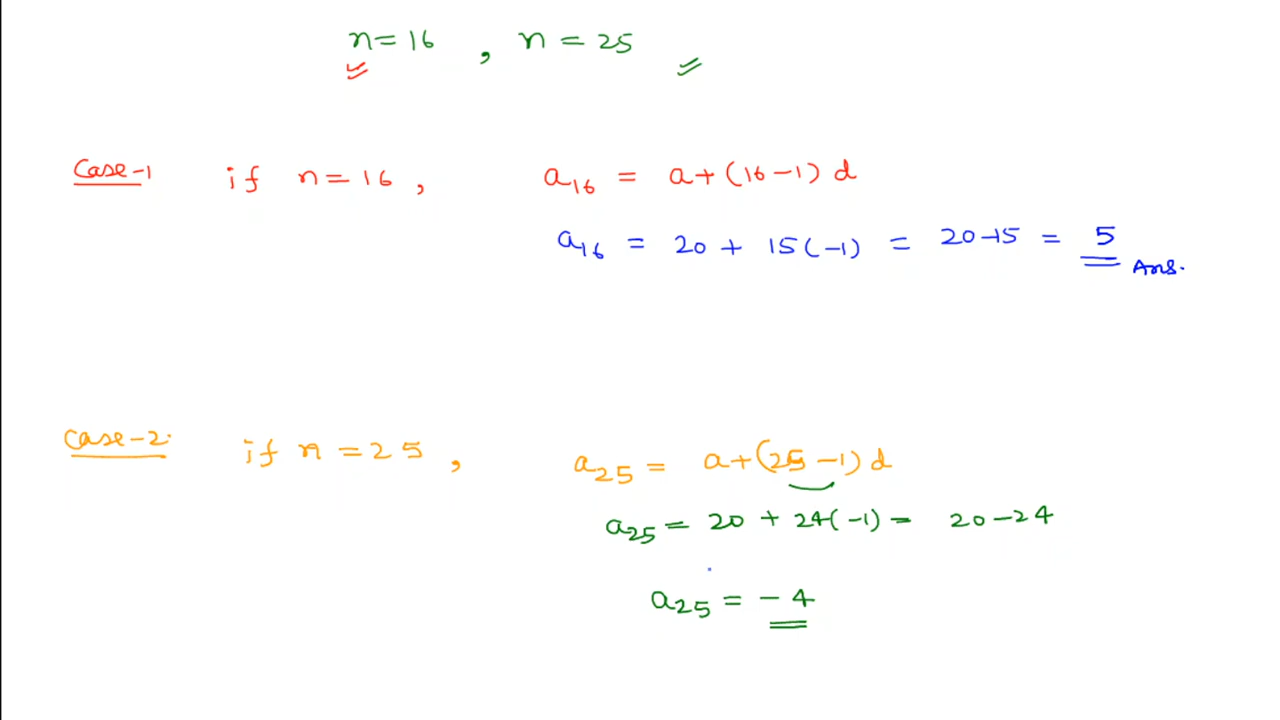 n=16 , n = 25
Case-1 if n=16, a₁₆ = a+(16-1)d
a₁₆ = 20 + 15(-1) = 20-15 = 5 Ans.
Case-2. if n=25, a₂₅ = a+(25-1)d
a₂₅ = 20 + 24(-1) = 20-24
a₂₅ = -4